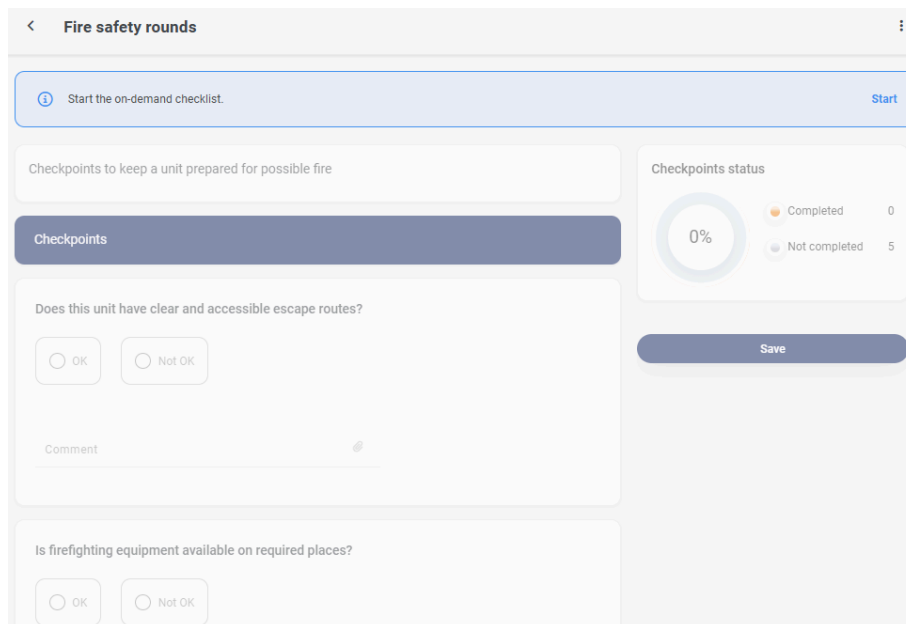 Fire safety rounds
Start the on-demand checklist.
Start
Checkpoints to keep a unit prepared for possible fire
Checkpoints
Does this unit have clear and accessible escape routes?
OK
Not OK
Comment
Is firefighting equipment available on required places?
OK
Not OK
Checkpoints status
0%
Completed 0
Not completed 5
Save